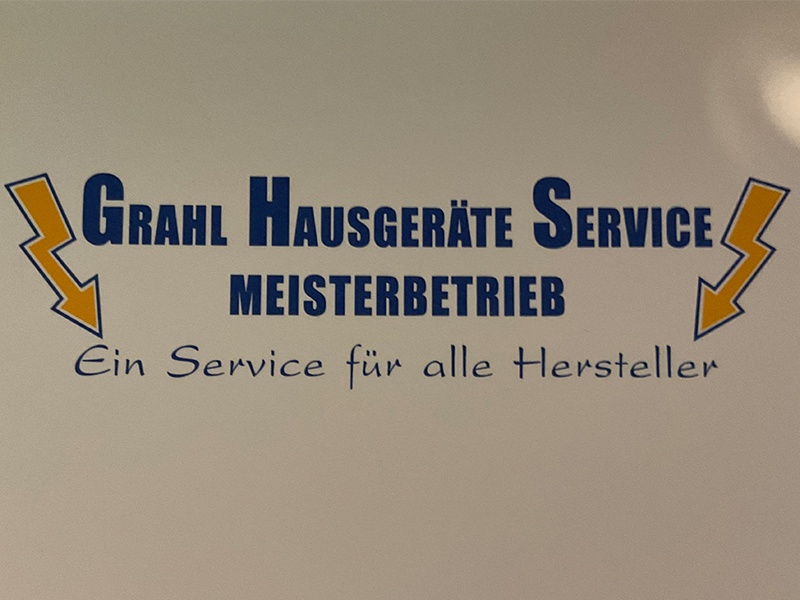 GRAHL HAUSGERÄTE SERVICE
MEISTERBETRIEB
Ein Service für alle Hersteller